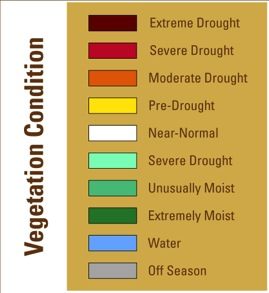 Vegetation Condition
Extreme Drought
Severe Drought
Moderate Drought
Pre-Drought
Near-Normal
Severe Drought
Unusually Moist
Extremely Moist
Water
Off Season